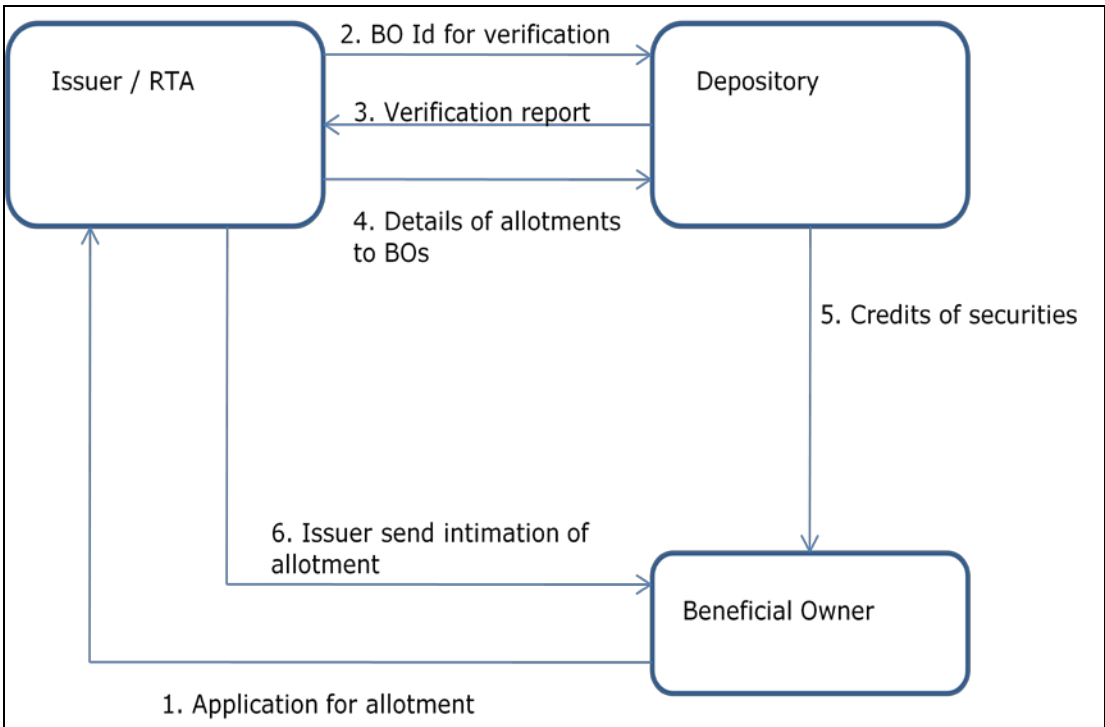 2. BO Id for verification
Issuer / RTA
Depository
3. Verification report
4. Details of allotments
to BOs
5. Credits of securities
6. Issuer send intimation of
allotment
Beneficial Owner
1. Application for allotment